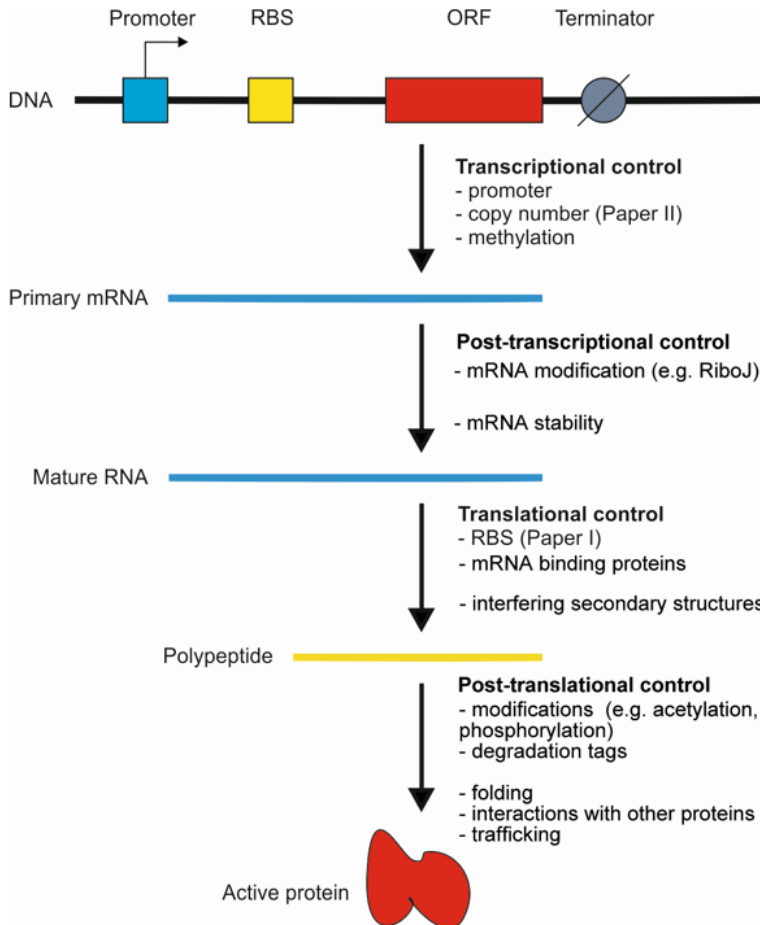 Promoter RBS ORF Terminator
DNA
Transcriptional control
- promoter
- copy number (Paper II)
- methylation
Primary mRNA
Post-transcriptional control
- mRNA modification (e.g. RiboJ)
- mRNA stability
Mature RNA
Translational control
- RBS (Paper I)
- mRNA binding proteins
- interfering secondary structures
Polypeptide
Post-translational control
- modifications (e.g. acetylation,
phosphorylation)
- degradation tags
- folding
- interactions with other proteins
- trafficking
Active protein